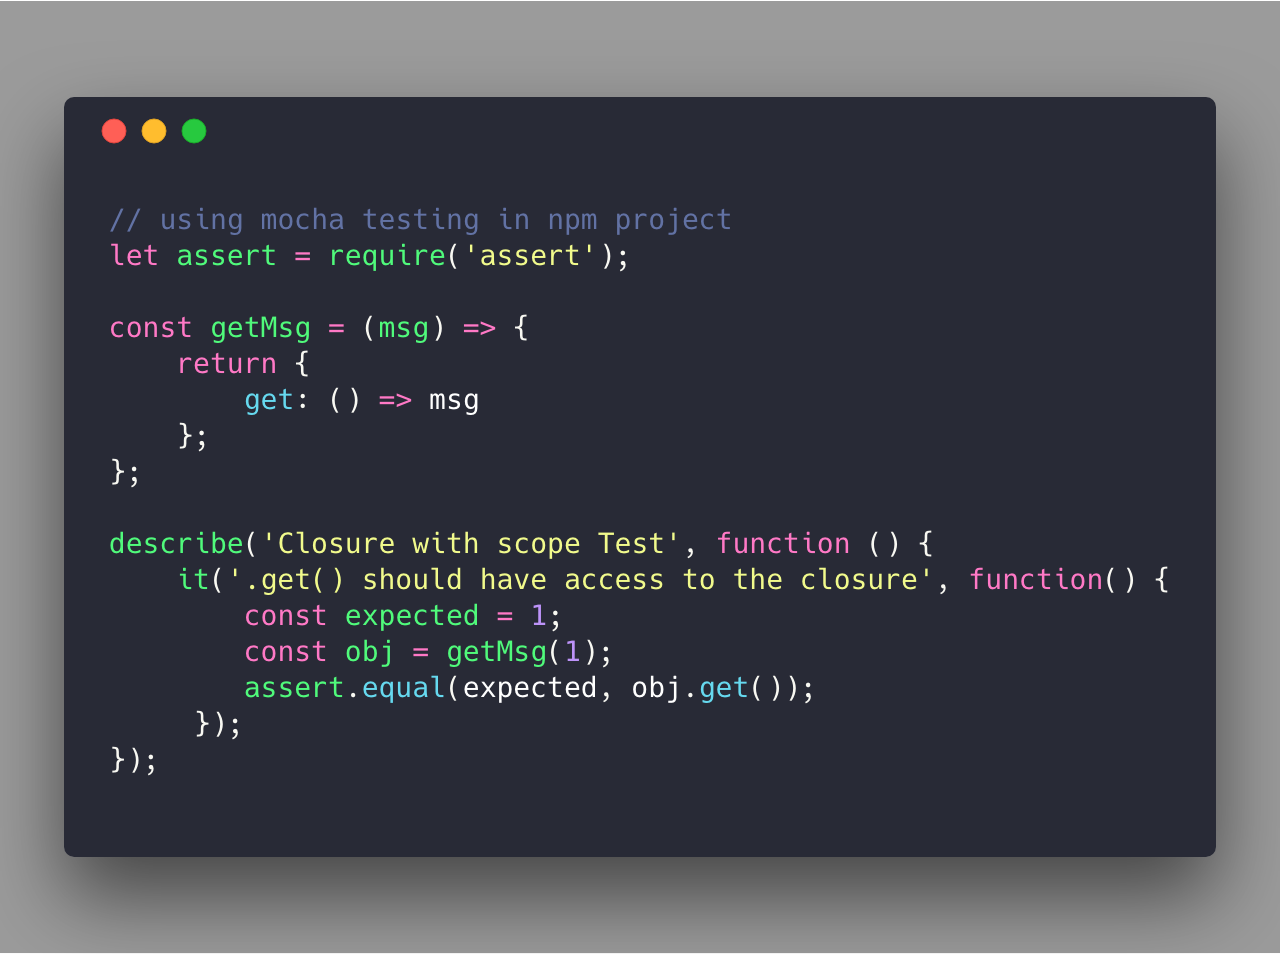 // using mocha testing in npm project
let assert = require('assert');

const getMsg = (msg) => {
    return {
        get: () => msg
    };
};

describe('Closure with scope Test', function () {
    it('.get() should have access to the closure', function() {
        const expected = 1;
        const obj = getMsg(1);
        assert.equal(expected, obj.get());
     });
});